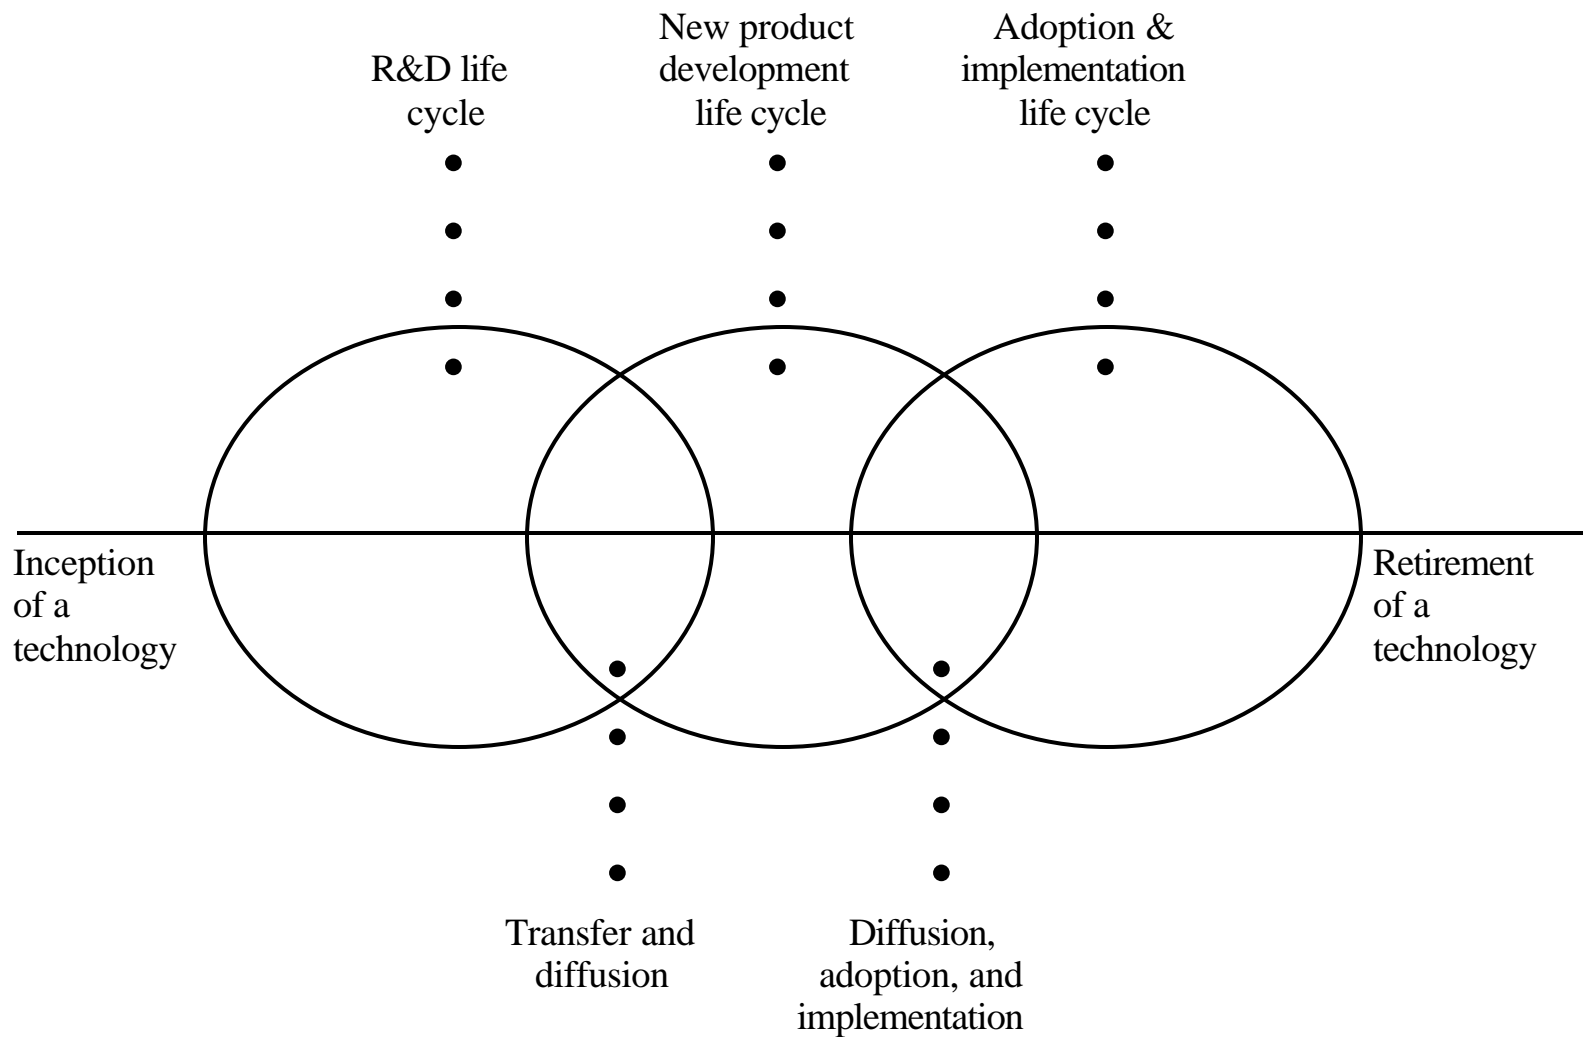 R&D life
cycle
New product
development
life cycle
Adoption &
implementation
life cycle
Inception
of a
technology
Retirement
of a
technology
Transfer and
diffusion
Diffusion,
adoption, and
implementation